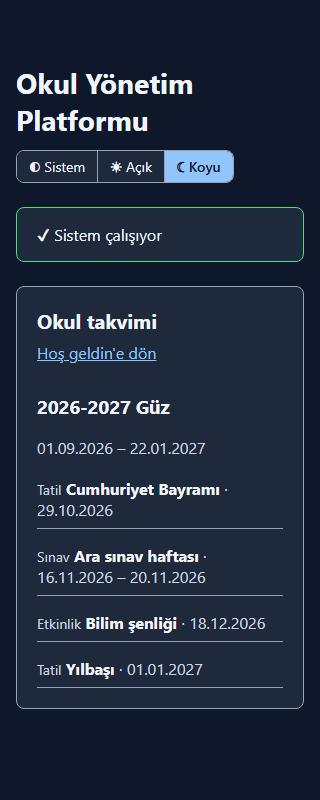 Okul Yönetim
Platformu
◐ Sistem ☀ Açık ☾ Koyu
✓ Sistem çalışıyor
Okul takvimi
Hoş geldin'e dön
2026-2027 Güz
01.09.2026 – 22.01.2027
Tatil Cumhuriyet Bayramı ·
29.10.2026
Sınav Ara sınav haftası ·
16.11.2026 – 20.11.2026
Etkinlik Bilim şenliği · 18.12.2026
Tatil Yılbaşı · 01.01.2027